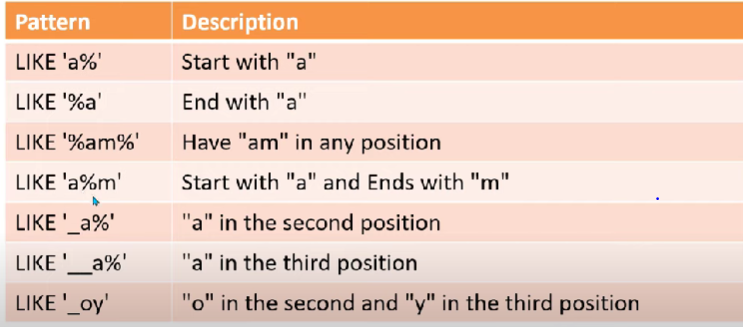 Pattern Description
LIKE 'a%' Start with "a"
LIKE '%a' End with "a"
LIKE '%am%' Have "am" in any position
LIKE 'a%m' Start with "a" and Ends with "m"
LIKE '_a%' "a" in the second position
LIKE '__a%' "a" in the third position
LIKE '_oy' "o" in the second and "y" in the third position